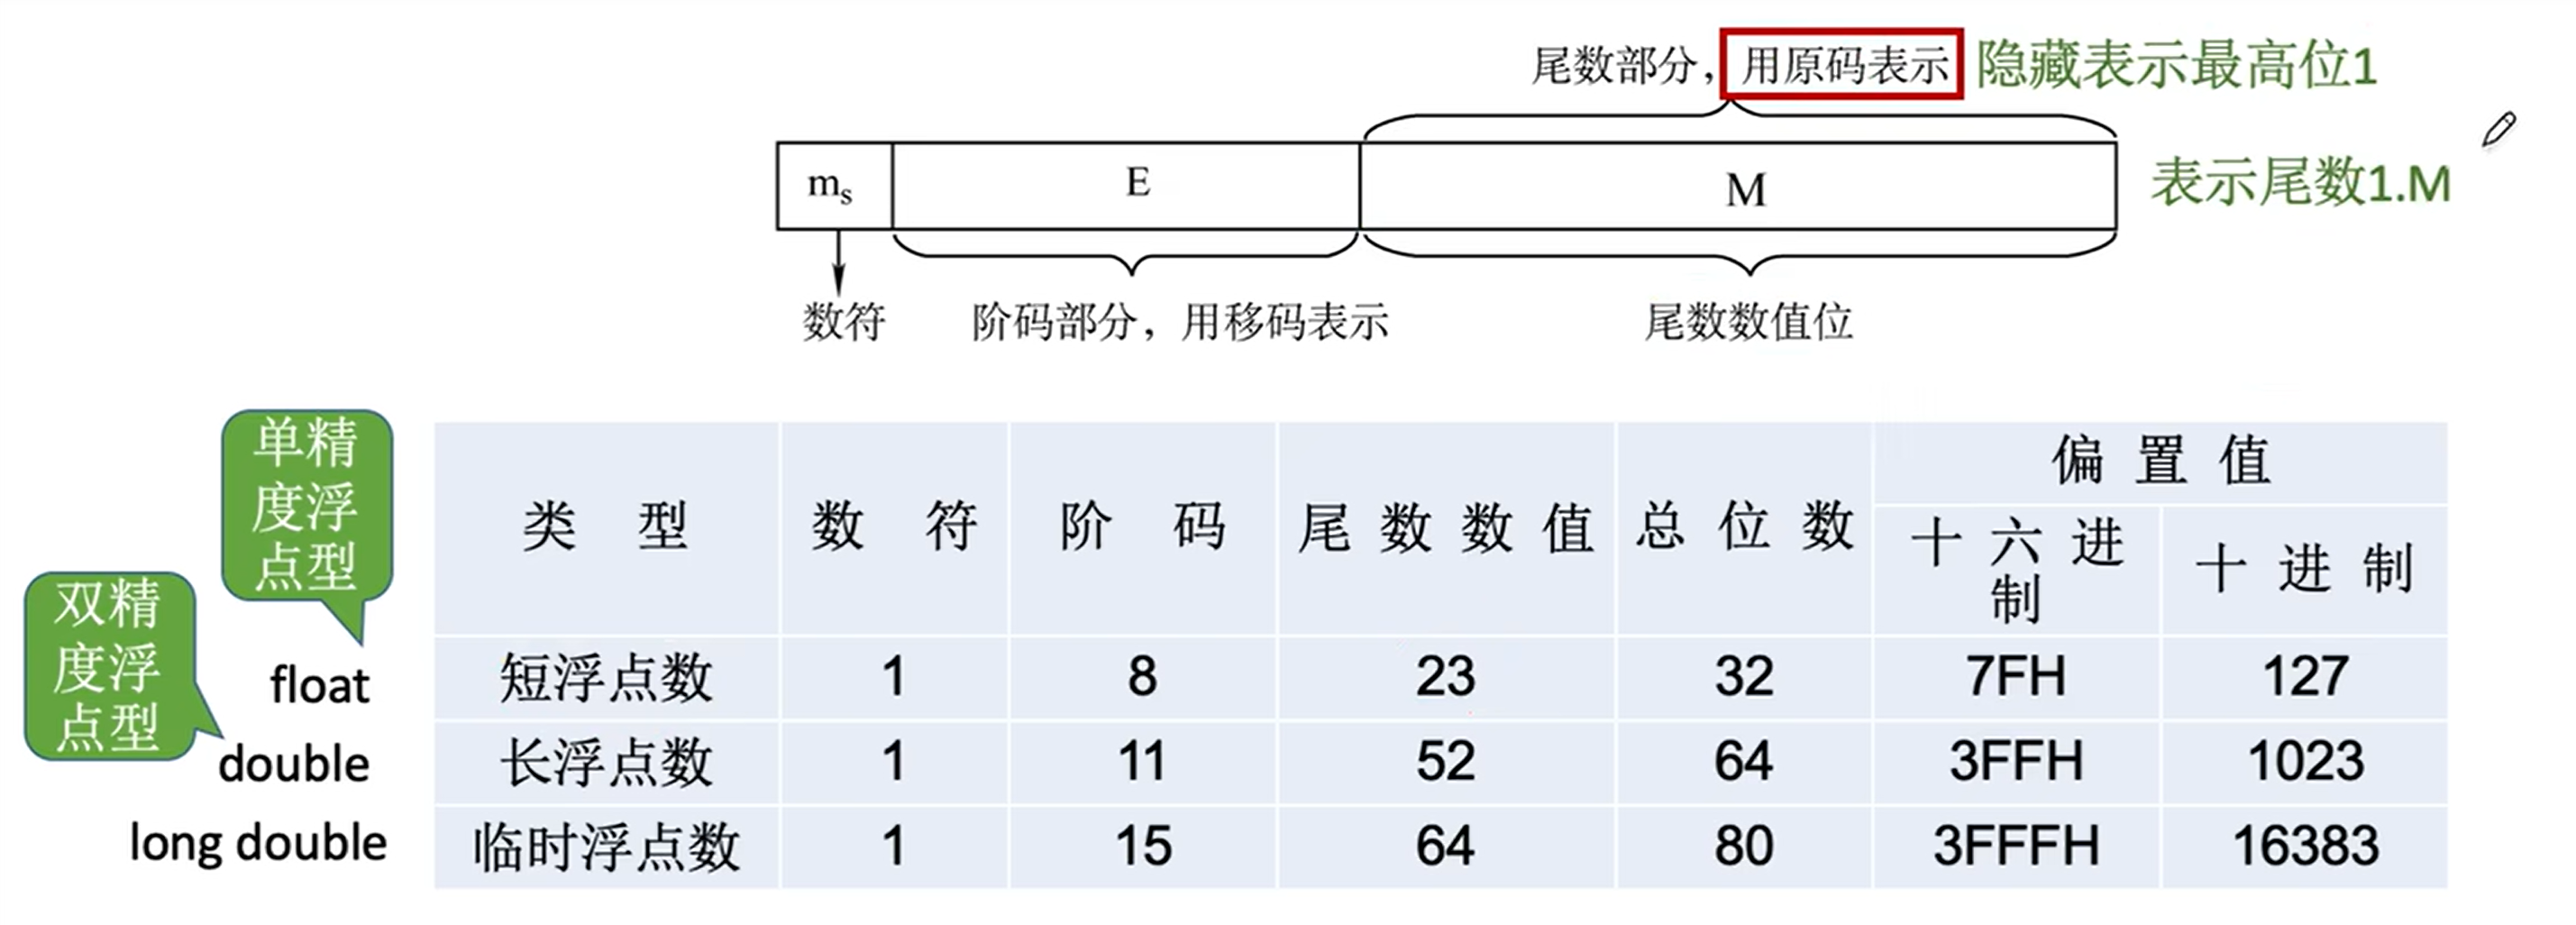 尾数部分，用原码表示 隐藏表示最高位1
mₛ E M 表示尾数1.M
数符 阶码部分，用移码表示 尾数数值位
单精
度浮
点型
双精
度浮
点型
float
double
long double
类 型 数 符 阶 码 尾数数值 总位数 偏置值
十六进
制
十进制
短浮点数 1 8 23 32 7FH 127
长浮点数 1 11 52 64 3FFH 1023
临时浮点数 1 15 64 80 3FFFH 16383